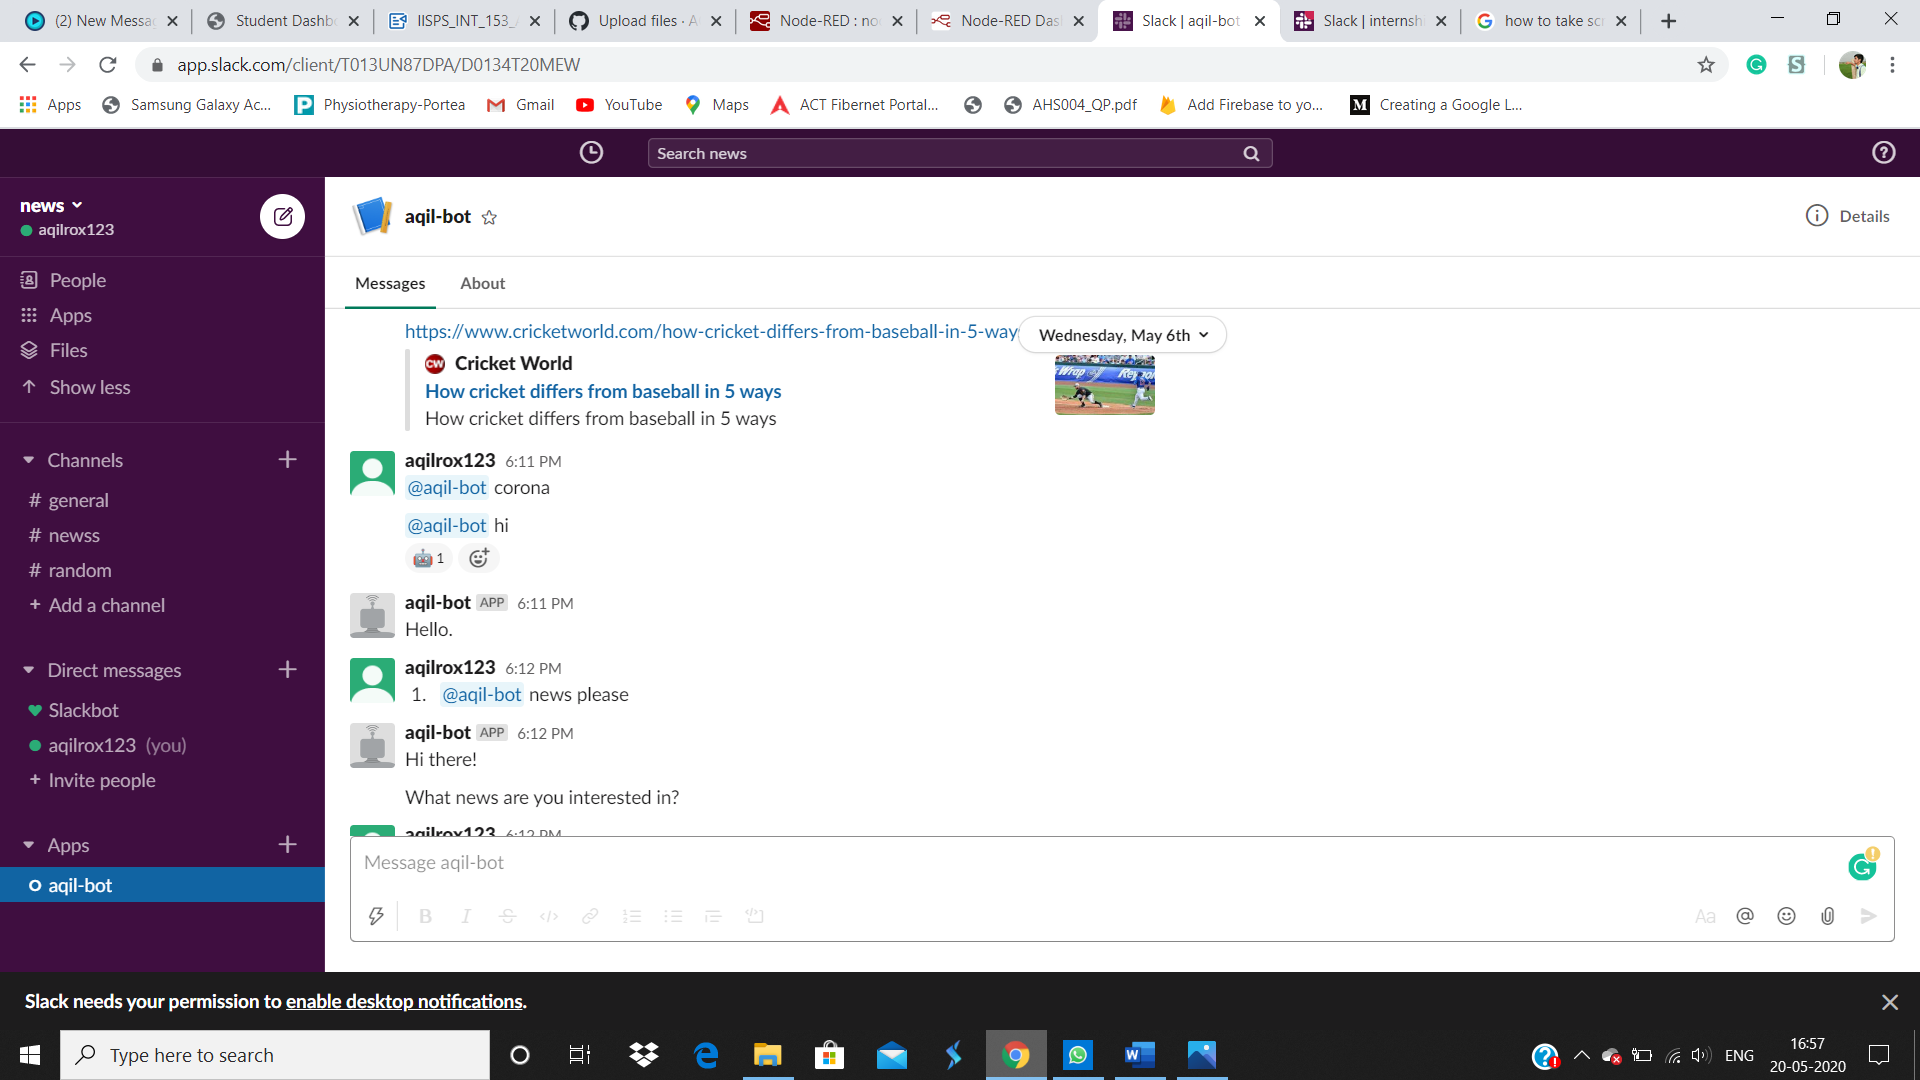 (2) New Messa
Student Dashb
IISPS_INT_153_
Upload files · A
Node-RED : no
Node-RED Das
Slack | aqil-bot
Slack | internsh
how to take scr
app.slack.com/client/T013UN87DPA/D0134T20MEW
Apps
Samsung Galaxy Ac...
Physiotherapy-Portea
Gmail
YouTube
Maps
ACT Fibernet Portal...
AHS004_QP.pdf
Add Firebase to yo...
M Creating a Google L...
Search news
news
aqilrox123
People
Apps
Files
Show less
Channels
# general
# newss
# random
+ Add a channel
Direct messages
Slackbot
aqilrox123 (you)
+ Invite people
Apps
aqil-bot
aqil-bot
Details
Messages About
https://www.cricketworld.com/how-cricket-differs-from-baseball-in-5-way
Wednesday, May 6th
CW Cricket World
How cricket differs from baseball in 5 ways
How cricket differs from baseball in 5 ways
aqilrox123 6:11 PM
@aqil-bot corona
@aqil-bot hi
1
aqil-bot APP 6:11 PM
Hello.
aqilrox123 6:12 PM
1. @aqil-bot news please
aqil-bot APP 6:12 PM
Hi there!
What news are you interested in?
aqilrox123 6:12 PM
Message aqil-bot
B I S Aa @
Slack needs your permission to enable desktop notifications.
Type here to search
ENG
16:57
20-05-2020